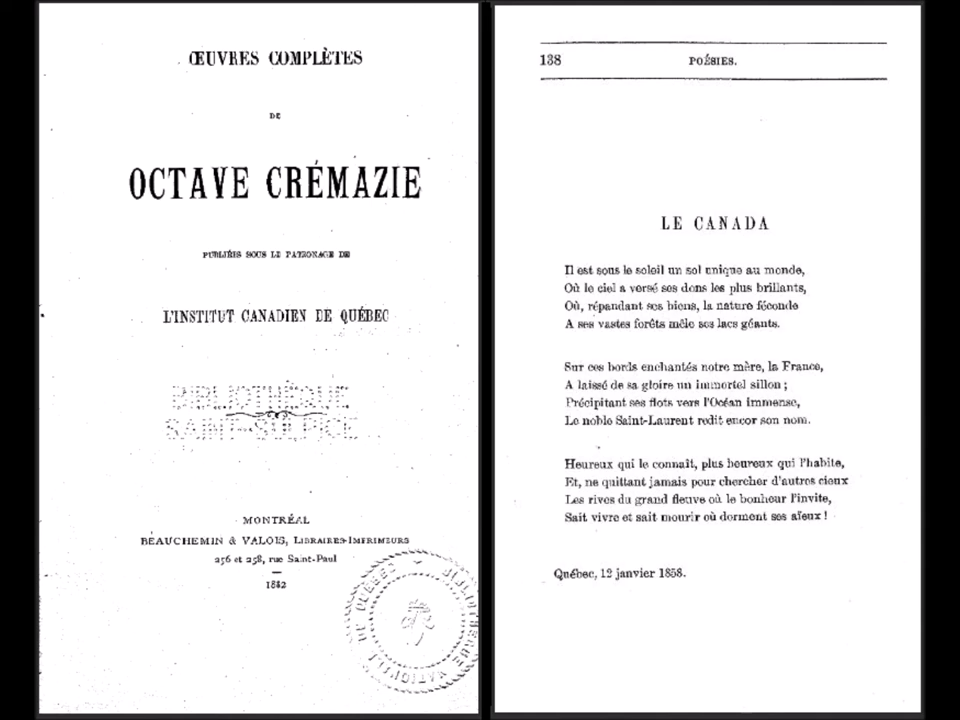 ŒUVRES COMPLÈTES
DE
OCTAVE CRÉMAZIE
PUBLIÉES SOUS LE PATRONAGE DE
L'INSTITUT CANADIEN DE QUÉBEC
BIBLIOTHÈQUE
SAINT-SULPICE
MONTRÉAL
BEAUCHEMIN & VALOIS, LIBRAIRES-IMPRIMEURS
256 et 258, rue Saint-Paul
1882
BIBLIOTHÈQUE NATIONALE DU QUÉBEC
138 POÉSIES.
LE CANADA
Il est sous le soleil un sol unique au monde,
Où le ciel a versé ses dons les plus brillants,
Où, répandant ses biens, la nature féconde
A ses vastes forêts mêle ses lacs géants.
Sur ces bords enchantés notre mère, la France,
A laissé de sa gloire un immortel sillon ;
Précipitant ses flots vers l'Océan immense,
Le noble Saint-Laurent redit encor son nom.
Heureux qui le connaît, plus heureux qui l'habite,
Et, ne quittant jamais pour chercher d'autres cieux
Les rives du grand fleuve où le bonheur l'invite,
Sait vivre et sait mourir où dorment ses aïeux !
Québec, 12 janvier 1858.